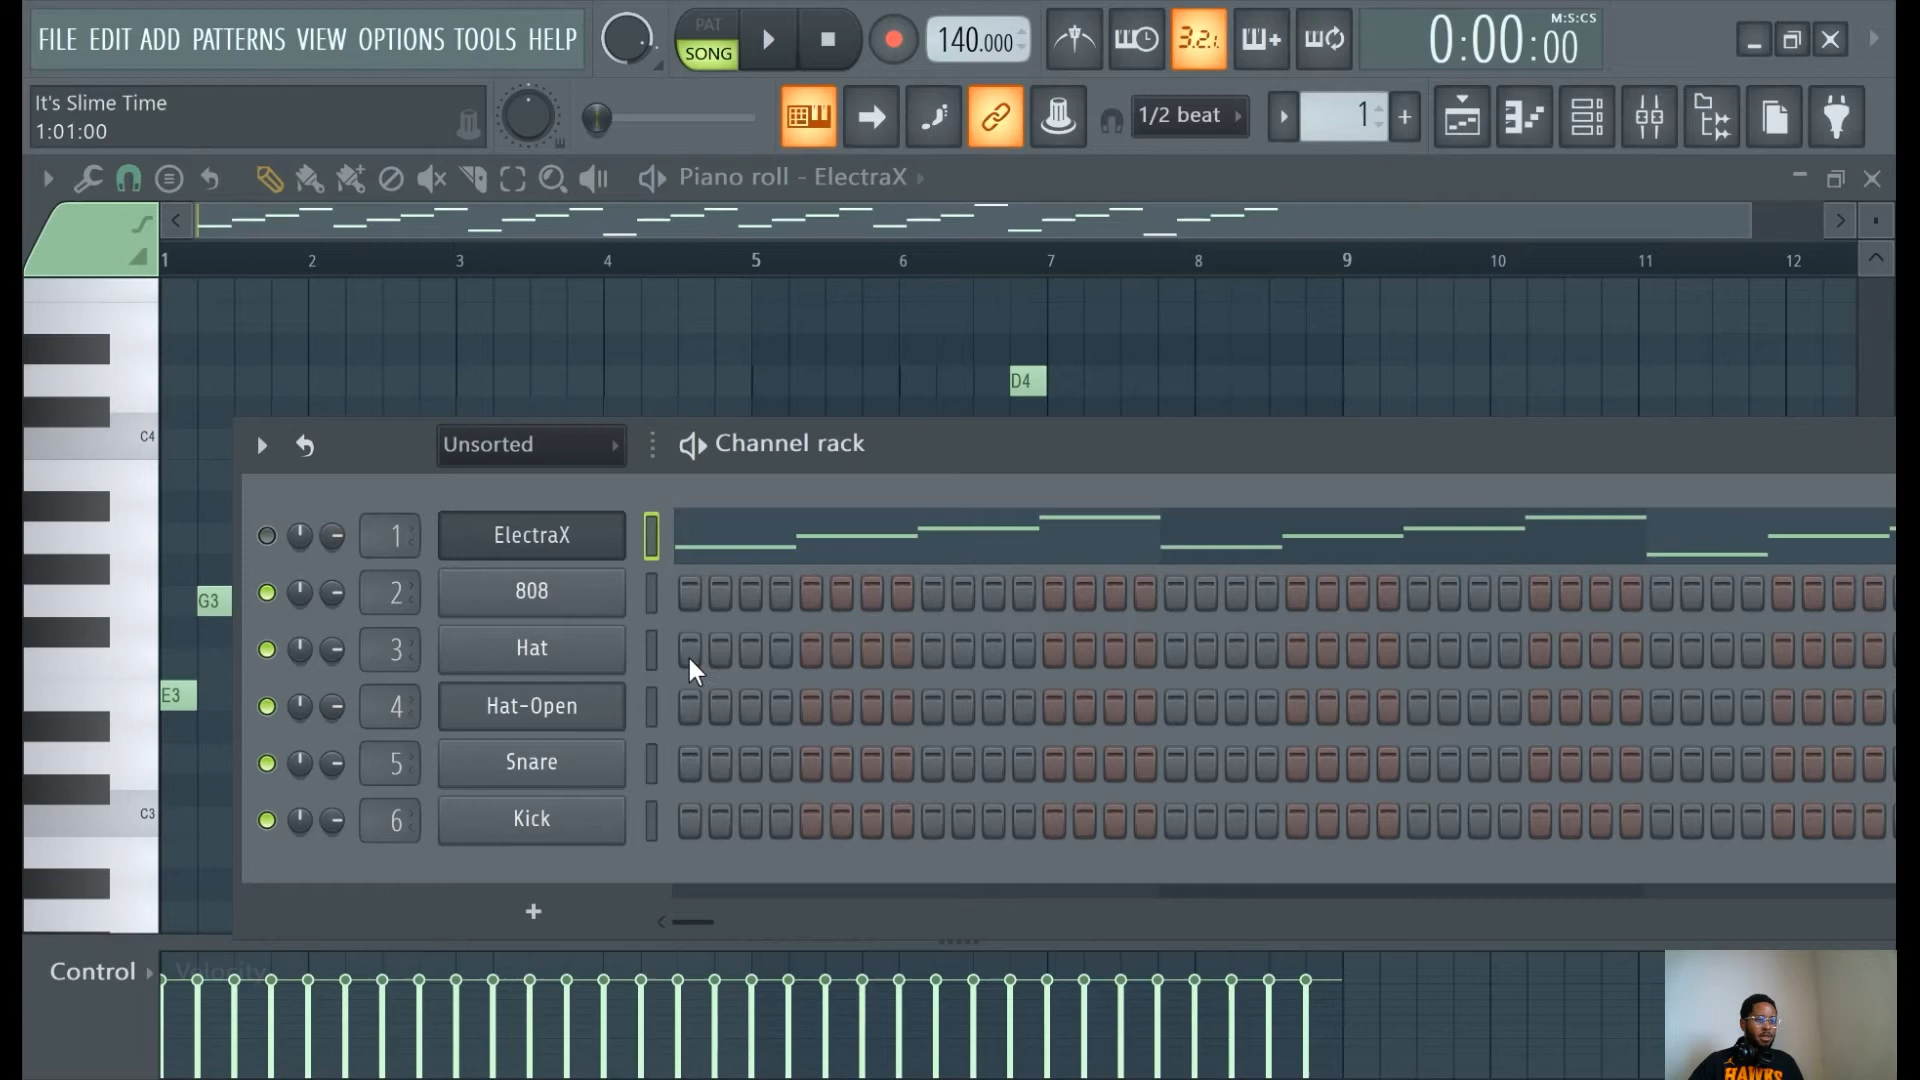 FILE EDIT ADD PATTERNS VIEW OPTIONS TOOLS HELP
PAT
SONG
140.000
3.2.1
M:S:CS
0:00:00
It's Slime Time
1:01:00
1/2 beat
1
+
Piano roll - ElectraX
1 2 3 4 5 6 7 8 9 10 11 12
D4
C4
G3
E3
C3
Unsorted
Channel rack
1 ElectraX
2 808
3 Hat
4 Hat-Open
5 Snare
6 Kick
+
Control
Velocity
HAWKS